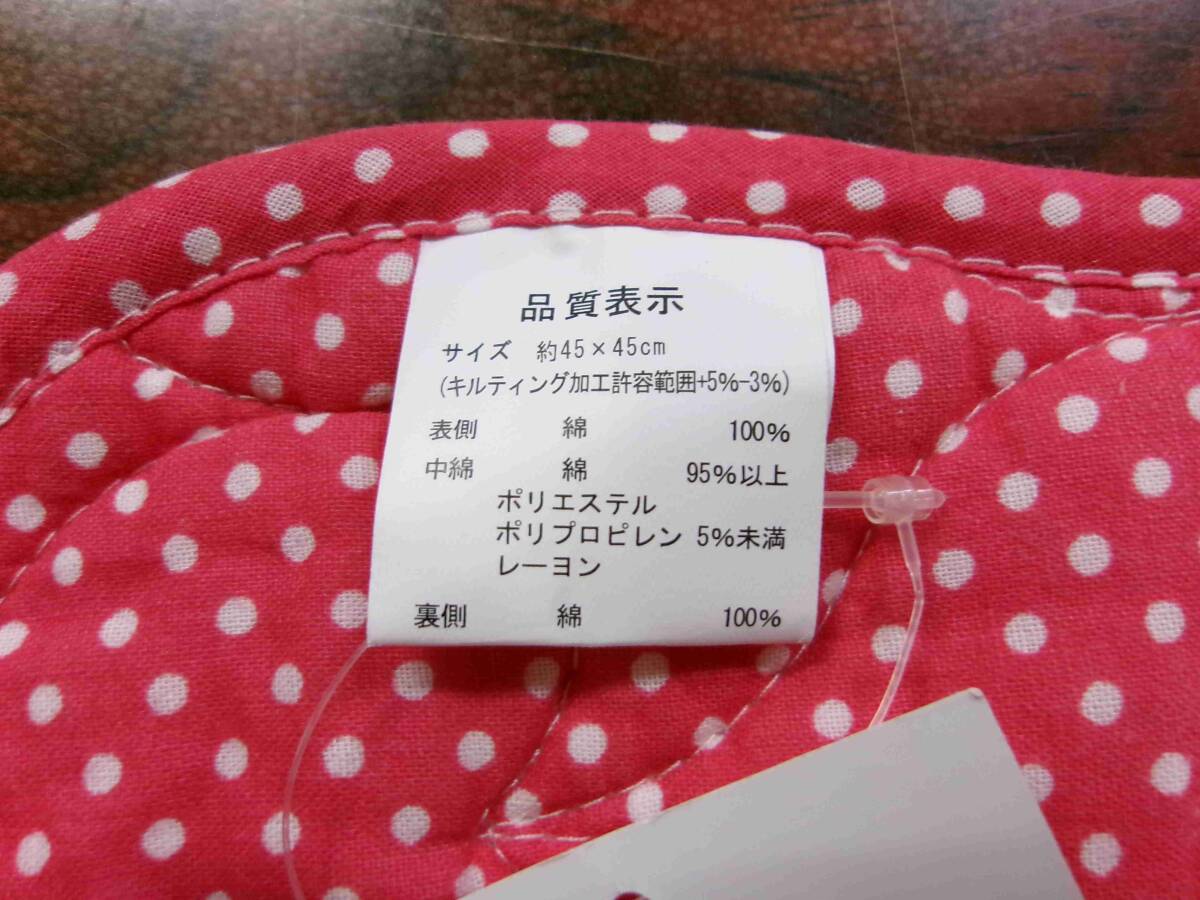 品質表示
サイズ 約45×45cm
(キルティング加工許容範囲+5%-3%)
表側 綿 100%
中綿 綿 95%以上
ポリエステル
ポリプロピレン 5%未満
レーヨン
裏側 綿 100%